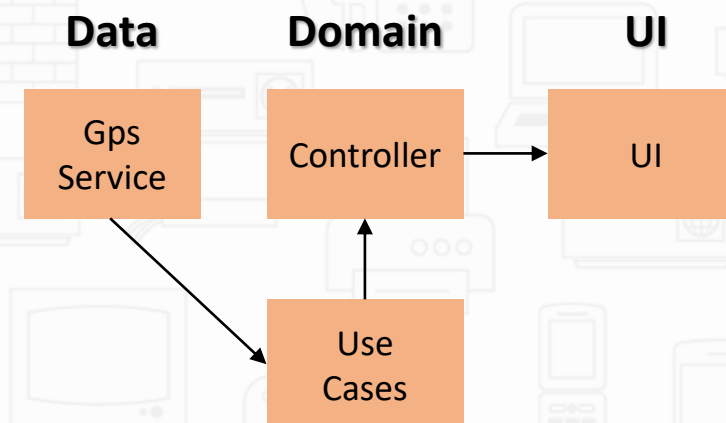 Data
Domain
UI
Gps
Service
Controller
UI
Use
Cases